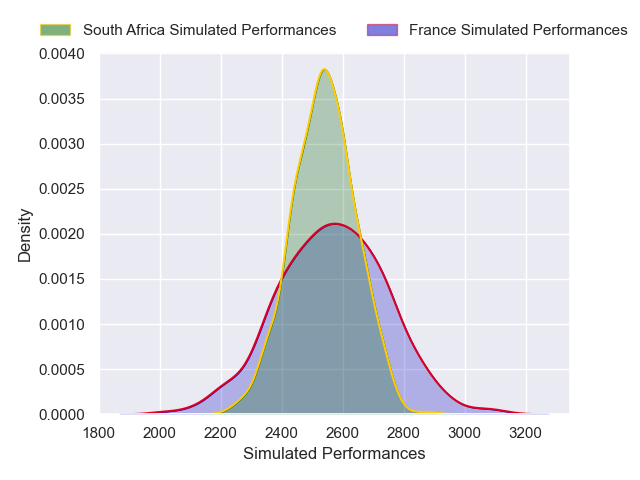 South Africa Simulated Performances France Simulated Performances
0.0040
0.0035
0.0030
0.0025
0.0020
0.0015
0.0010
0.0005
0.0000
Density
1800 2000 2200 2400 2600 2800 3000 3200
Simulated Performances